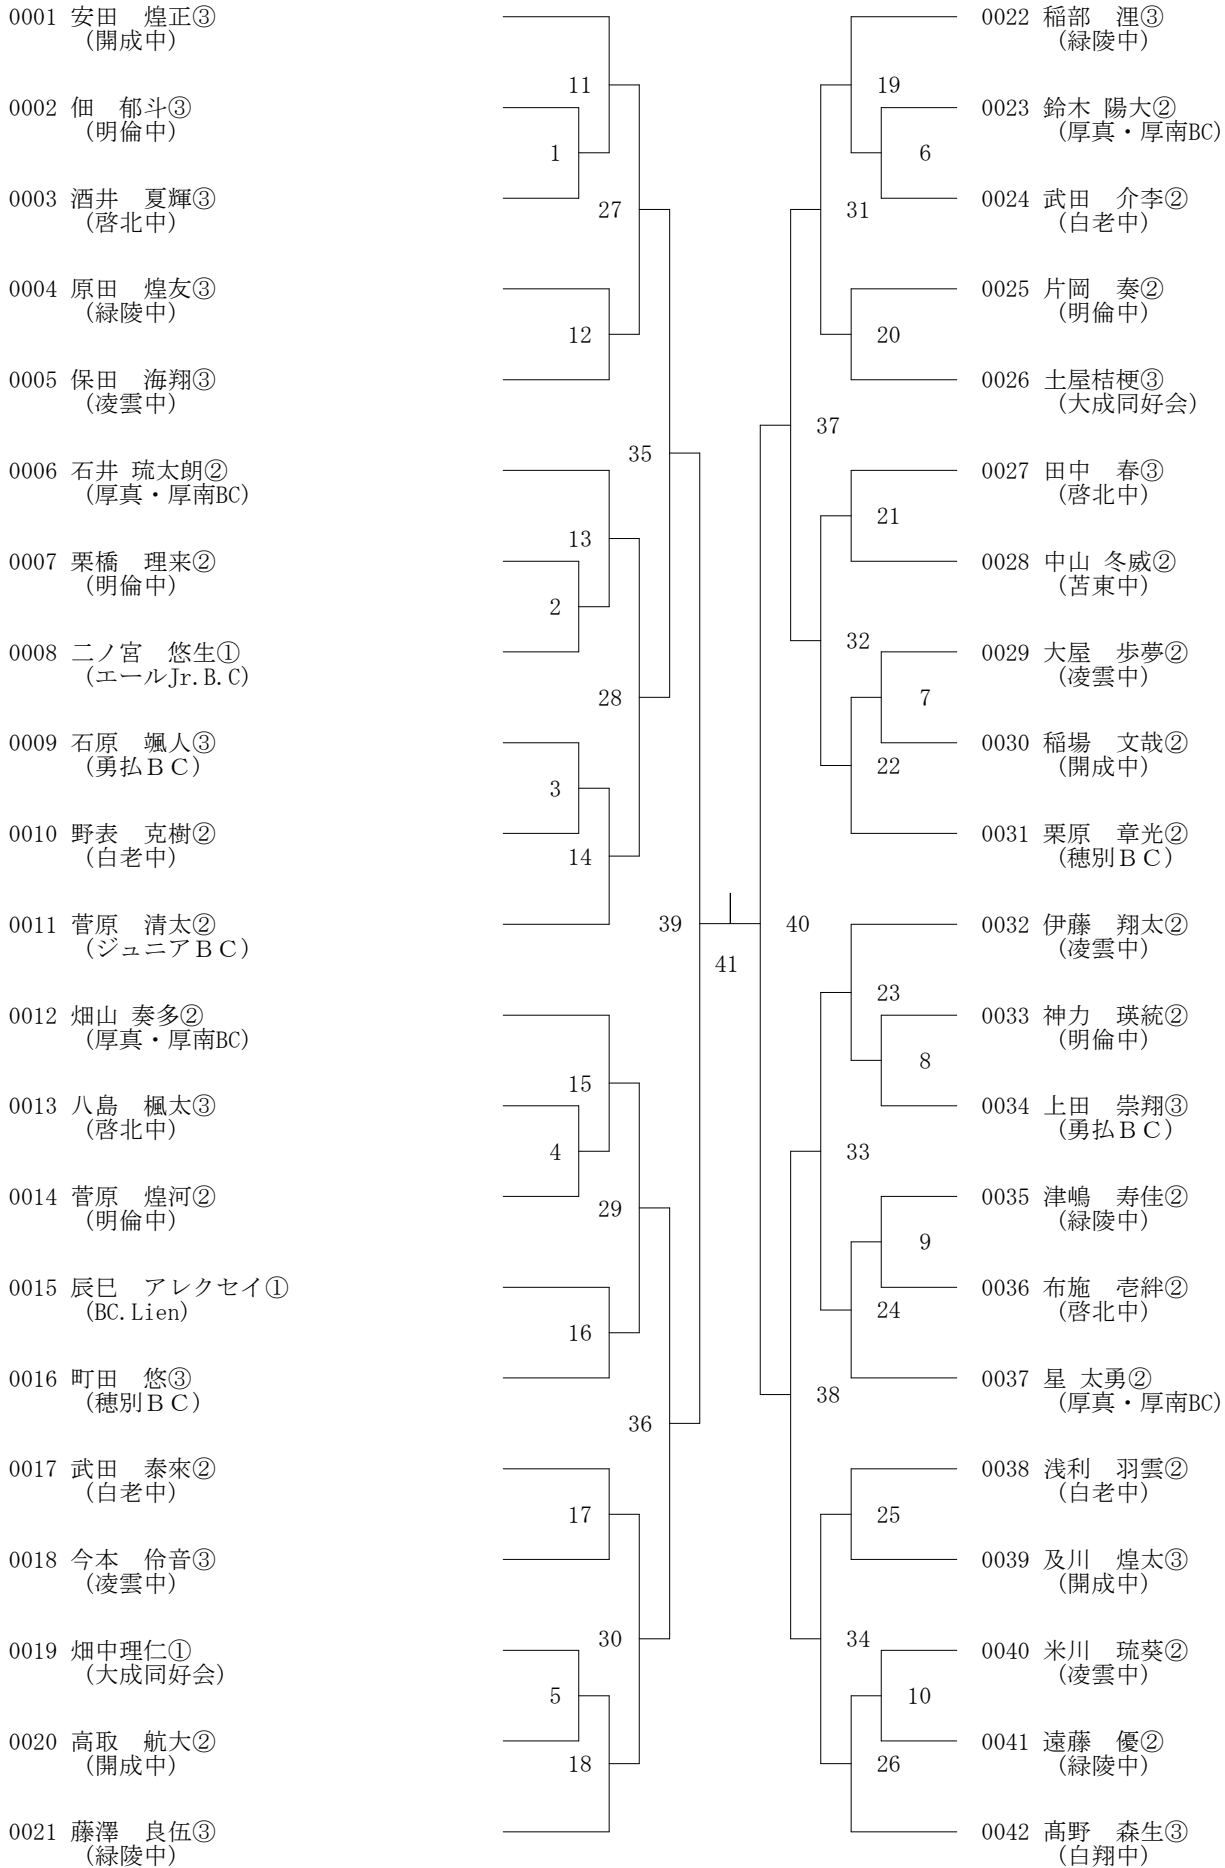 0001 安田　煌正③
（開成中）
0002 佃　郁斗③
（明倫中）
0003 酒井　夏輝③
（啓北中）
0004 原田　煌友③
（緑陵中）
0005 保田　海翔③
（凌雲中）
0006 石井 琉太朗②
（厚真・厚南BC）
0007 栗橋　理来②
（明倫中）
0008 二ノ宮　悠生①
（エールJr.B.C）
0009 石原　颯人③
（勇払ＢＣ）
0010 野表　克樹②
（白老中）
0011 菅原　清太②
（ジュニアＢＣ）
0012 畑山 奏多②
（厚真・厚南BC）
0013 八島　楓太③
（啓北中）
0014 菅原　煌河②
（明倫中）
0015 辰巳　アレクセイ①
（BC.Lien）
0016 町田　悠③
（穂別ＢＣ）
0017 武田　泰來②
（白老中）
0018 今本　伶音③
（凌雲中）
0019 畑中理仁①
（大成同好会）
0020 高取　航大②
（開成中）
0021 藤澤　良伍③
（緑陵中）
11
1
27
12
35
13
2
28
3
14
39
15
4
29
16
36
17
30
5
18
41
40
19
6
31
20
37
21
32
7
22
23
8
33
9
24
38
25
34
10
26
0022 稲部　浬③
（緑陵中）
0023 鈴木 陽大②
（厚真・厚南BC）
0024 武田　介李②
（白老中）
0025 片岡　奏②
（明倫中）
0026 土屋桔梗③
（大成同好会）
0027 田中　春③
（啓北中）
0028 中山 冬威②
（苫東中）
0029 大屋　歩夢②
（凌雲中）
0030 稲場　文哉②
（開成中）
0031 栗原　章光②
（穂別ＢＣ）
0032 伊藤　翔太②
（凌雲中）
0033 神力　瑛統②
（明倫中）
0034 上田　崇翔③
（勇払ＢＣ）
0035 津嶋　寿佳②
（緑陵中）
0036 布施　壱絆②
（啓北中）
0037 星 太勇②
（厚真・厚南BC）
0038 浅利　羽雲②
（白老中）
0039 及川　煌太③
（開成中）
0040 米川　琉葵②
（凌雲中）
0041 遠藤　優②
（緑陵中）
0042 髙野　森生③
（白翔中）